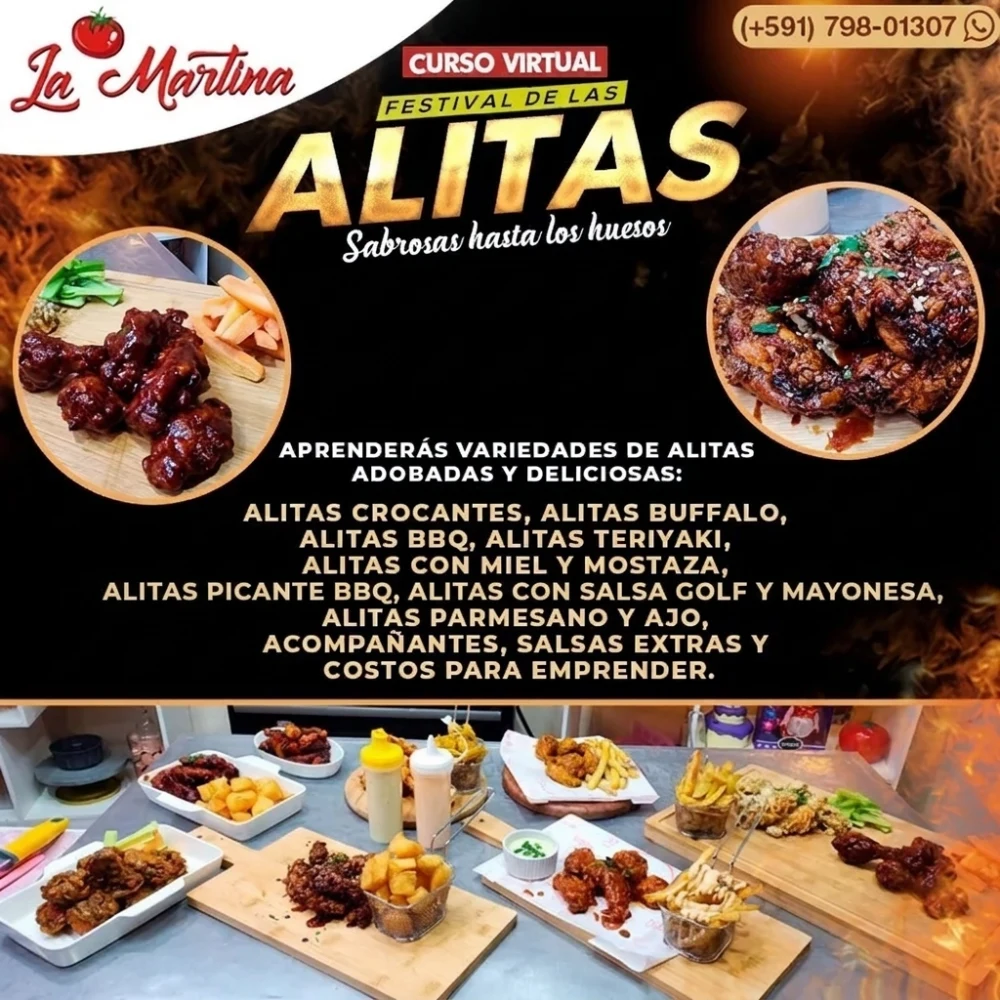 La Martina
(+591) 798-01307
CURSO VIRTUAL
FESTIVAL DE LAS
ALITAS
Sabrosas hasta los huesos
APRENDERÁS VARIEDADES DE ALITAS
ADOBADAS Y DELICIOSAS:
ALITAS CROCANTES, ALITAS BUFFALO,
ALITAS BBQ, ALITAS TERIYAKI,
ALITAS CON MIEL Y MOSTAZA,
ALITAS PICANTE BBQ, ALITAS CON SALSA GOLF Y MAYONESA,
ALITAS PARMESANO Y AJO,
ACOMPAÑANTES, SALSAS EXTRAS Y
COSTOS PARA EMPRENDER.